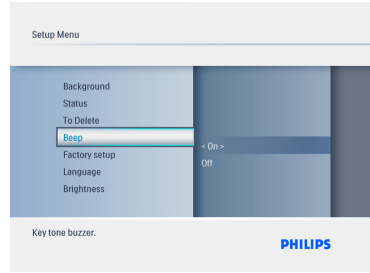 Setup Menu
Background
Status
To Delete
Beep
Factory setup
Language
Brightness
< On >
Off
Key tone buzzer.
PHILIPS